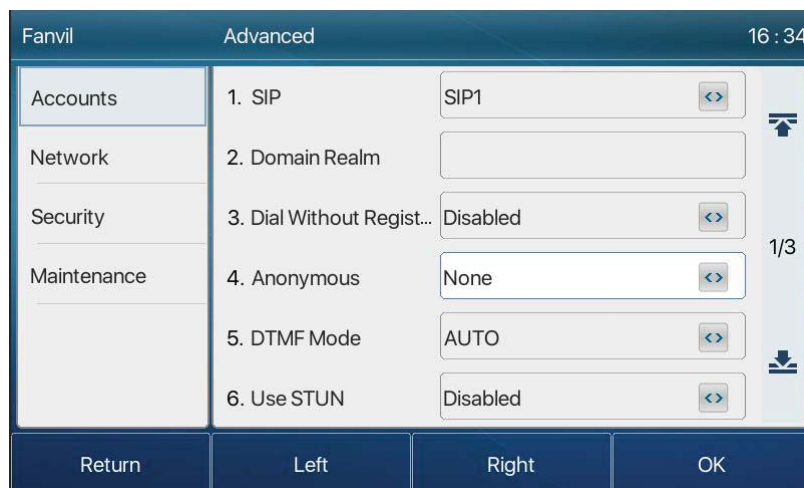 Fanvil Advanced 16 : 34
Accounts
Network
Security
Maintenance
1. SIP SIP1
2. Domain Realm
3. Dial Without Regist... Disabled
4. Anonymous None
5. DTMF Mode AUTO
6. Use STUN Disabled
1/3
Return Left Right OK